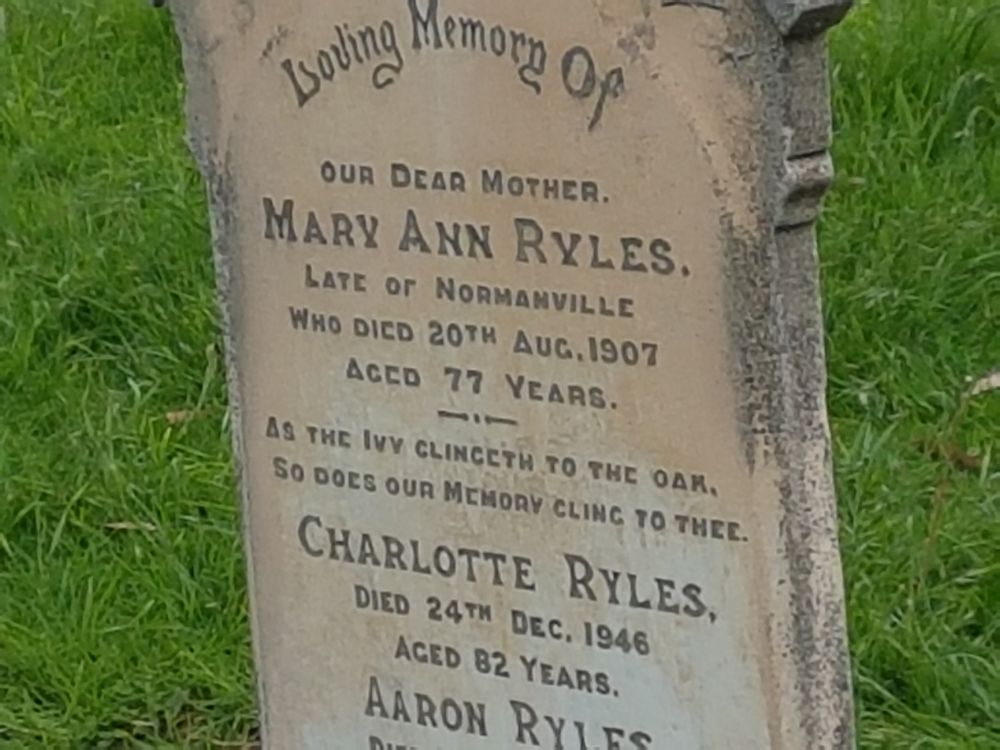 Loving Memory Of
OUR DEAR MOTHER.
MARY ANN RYLES.
LATE OF NORMANVILLE
WHO DIED 20TH AUG. 1907
AGED 77 YEARS.
AS THE IVY CLINGETH TO THE OAK,
SO DOES OUR MEMORY CLING TO THEE.
CHARLOTTE RYLES,
DIED 24TH DEC. 1946
AGED 82 YEARS.
AARON RYLES